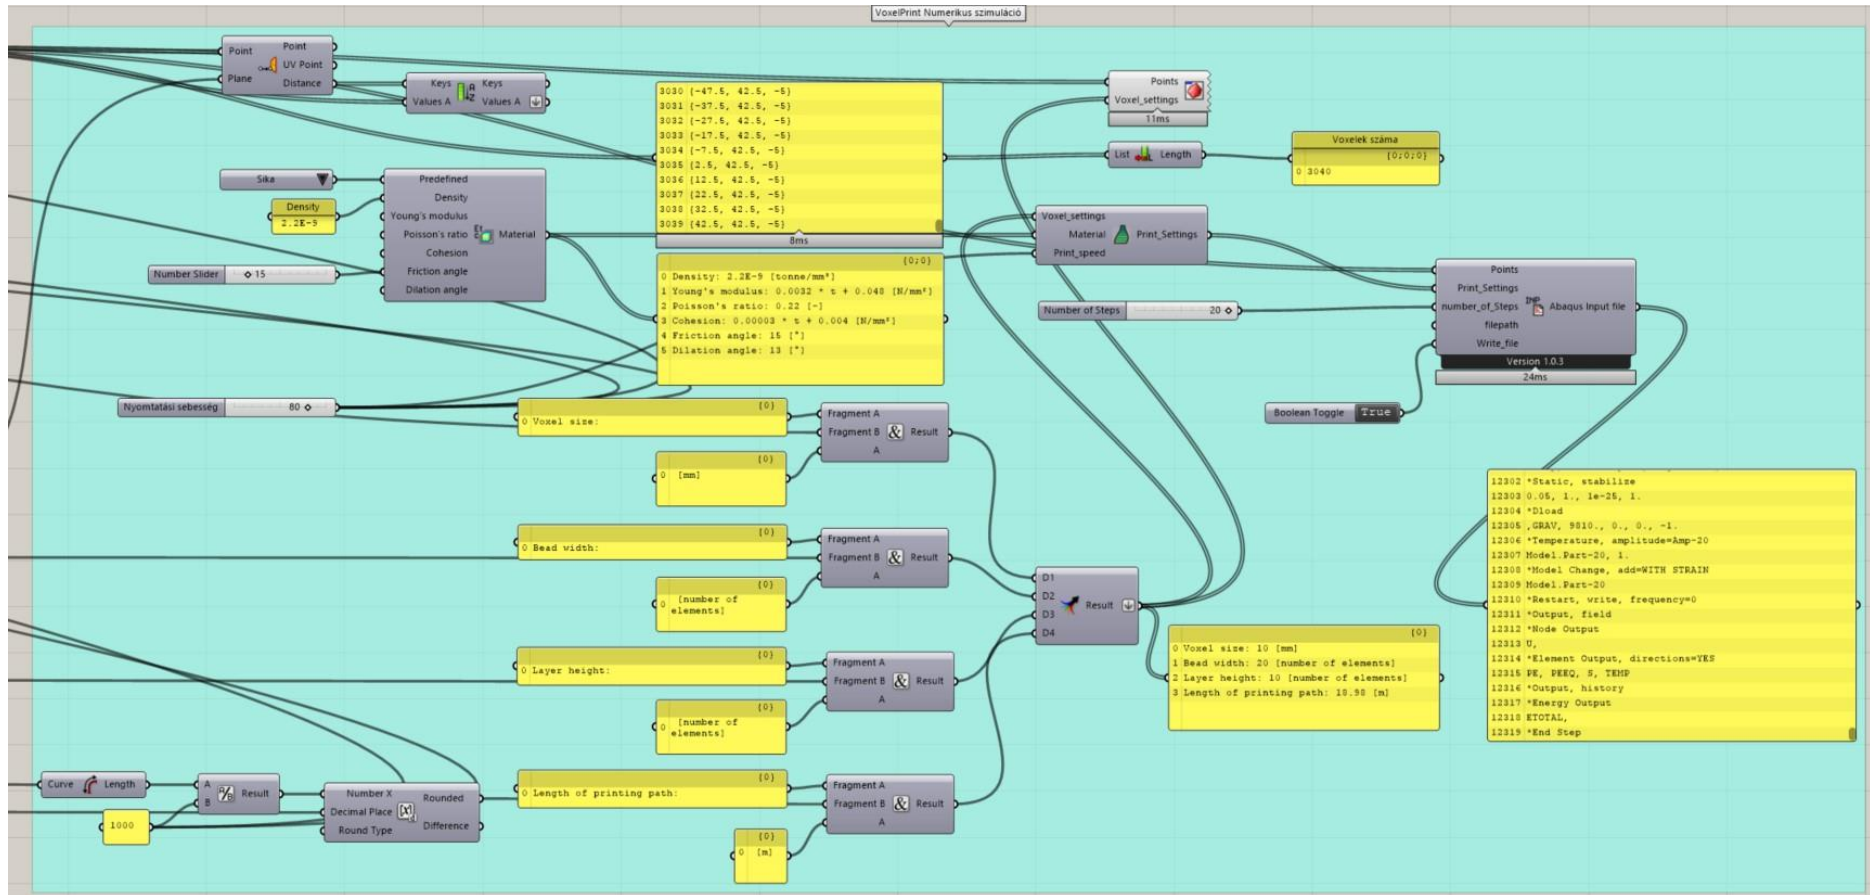 VoxelPrint Numerikus szimuláció
Point
Plane
Point
UV Point
Distance
Keys
Values A
Keys
Values A
3030 {-47.5, 42.5, -5}
3031 {-37.5, 42.5, -5}
3032 {-27.5, 42.5, -5}
3033 {-17.5, 42.5, -5}
3034 {-7.5, 42.5, -5}
3035 {2.5, 42.5, -5}
3036 {12.5, 42.5, -5}
3037 {22.5, 42.5, -5}
3038 {32.5, 42.5, -5}
3039 {42.5, 42.5, -5}
8ms
Points
Voxel_settings
11ms
List Length
Voxelek száma
{0;0;0}
0 3040
Sika
Density
2.2E-9
Number Slider 15
Predefined
Density
Young's modulus
Poisson's ratio
Cohesion
Friction angle
Dilation angle
Material
{0;0}
0 Density: 2.2E-9 [tonne/mm³]
1 Young's modulus: 0.0032 * t + 0.048 [N/mm²]
2 Poisson's ratio: 0.22 [-]
3 Cohesion: 0.00003 * t + 0.004 [N/mm²]
4 Friction angle: 15 [°]
5 Dilation angle: 13 [°]
Voxel_settings
Material
Print_speed
Print_Settings
Number of Steps 20
Points
Print_Settings
number_of_Steps
filepath
Write_file
Abaqus Input file
Version 1.0.3
24ms
Boolean Toggle True
Nyomtatási sebesség 80
{0}
0 Voxel size:
{0}
0 [mm]
Fragment A
Fragment B
A
Result
{0}
0 Bead width:
{0}
0 [number of
elements]
Fragment A
Fragment B
A
Result
{0}
0 Layer height:
{0}
0 [number of
elements]
Fragment A
Fragment B
A
Result
Curve Length
1000
A
B
Result
Number X
Decimal Place
Round Type
Rounded
Difference
{0}
0 Length of printing path:
{0}
0 [m]
Fragment A
Fragment B
A
Result
D1
D2
D3
D4
Result
{0}
0 Voxel size: 10 [mm]
1 Bead width: 20 [number of elements]
2 Layer height: 10 [number of elements]
3 Length of printing path: 18.98 [m]
12302 *Static, stabilize
12303 0.05, 1., 1e-25, 1.
12304 *Dload
12305 ,GRAV, 9810., 0., 0., -1.
12306 *Temperature, amplitude=Amp-20
12307 Model.Part-20, 1.
12308 *Model Change, add=WITH STRAIN
12309 Model.Part-20
12310 *Restart, write, frequency=0
12311 *Output, field
12312 *Node Output
12313 U,
12314 *Element Output, directions=YES
12315 PE, PEEQ, S, TEMP
12316 *Output, history
12317 *Energy Output
12318 ETOTAL,
12319 *End Step